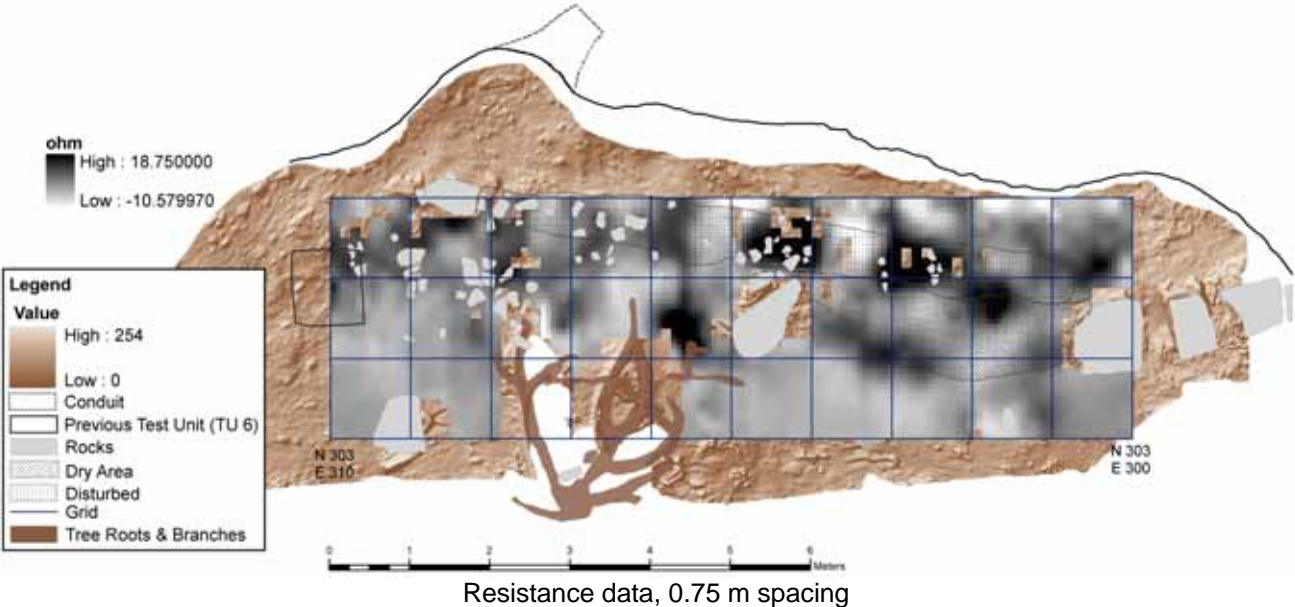 ohm
High : 18.750000
Low : -10.579970
Legend
Value
High : 254
Low : 0
Conduit
Previous Test Unit (TU 6)
Rocks
Dry Area
Disturbed
Grid
Tree Roots & Branches
N 303
E 310
N 303
E 300
0 1 2 3 4 5 6
Meters
Resistance data, 0.75 m spacing